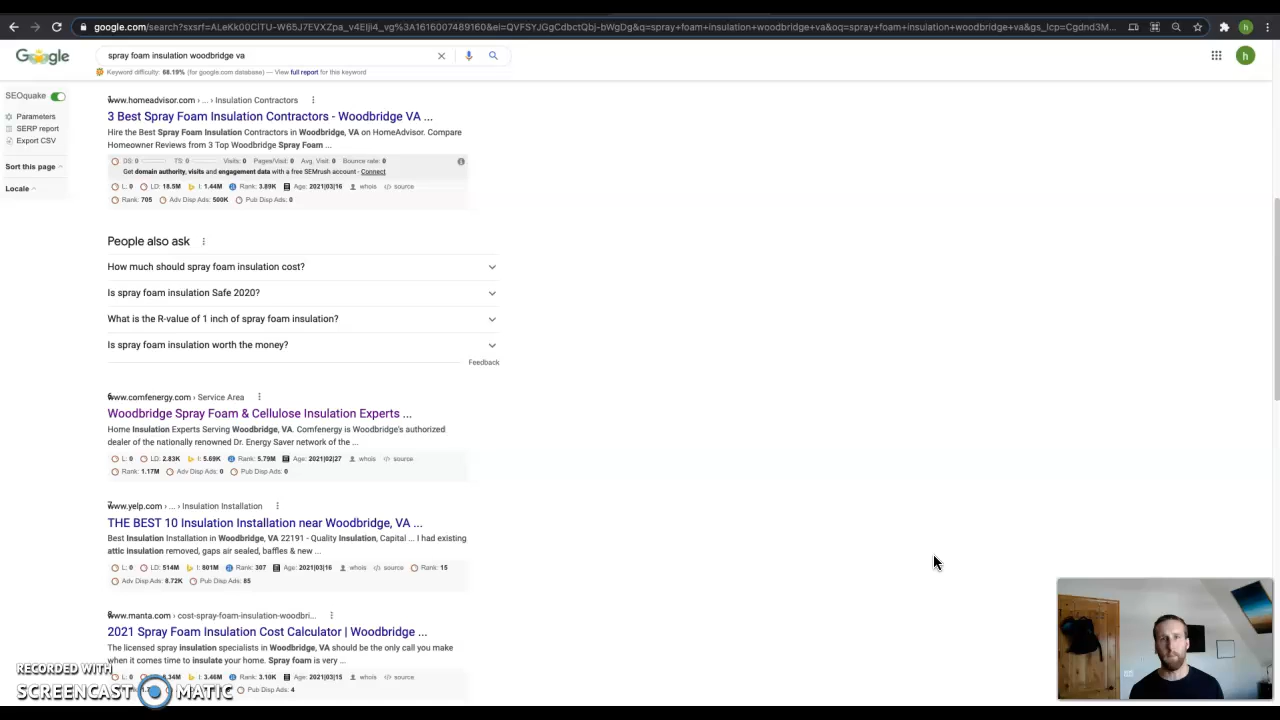 google.com/search?sxsrf=ALeKk00CITU-W65J7EVXZpa_v4Eljl4_vg%3A1616007489160&ei=QVFSYJGgCdbctQbj-bWgDg&q=spray+foam+insulation+woodbridge+va&oq=spray+foam+insulation+woodbridge+va&gs_lcp=Cgdnd3M...
h
Google
spray foam insulation woodbridge va
h
Keyword difficulty: 68.19% (for google.com database) — View full report for this keyword
SEOquake
Parameters
SERP report
Export CSV
Sort this page
Locale
www.homeadvisor.com › ... › Insulation Contractors
3 Best Spray Foam Insulation Contractors - Woodbridge VA ...
Hire the Best Spray Foam Insulation Contractors in Woodbridge, VA on HomeAdvisor. Compare
Homeowner Reviews from 3 Top Woodbridge Spray Foam ...
DS: 0 TS: 0 Visits: 0 Pages/Visit: 0 Avg. Visit: 0 Bounce rate: 0
Get domain authority, visits and engagement data with a free SEMrush account - Connect
L: 0 LD: 18.5M I: 1.44M Rank: 3.89K Age: 2021|03|16 whois source
Rank: 705 Adv Disp Ads: 500K Pub Disp Ads: 0
People also ask
How much should spray foam insulation cost?
Is spray foam insulation Safe 2020?
What is the R-value of 1 inch of spray foam insulation?
Is spray foam insulation worth the money?
Feedback
www.comfenergy.com › Service Area
Woodbridge Spray Foam & Cellulose Insulation Experts ...
Home Insulation Experts Serving Woodbridge, VA. Comfenergy is Woodbridge's authorized
dealer of the nationally renowned Dr. Energy Saver network of the ...
L: 0 LD: 2.83K I: 5.69K Rank: 5.79M Age: 2021|02|27 whois source
Rank: 1.17M Adv Disp Ads: 0 Pub Disp Ads: 0
www.yelp.com › ... › Insulation Installation
THE BEST 10 Insulation Installation near Woodbridge, VA ...
Best Insulation Installation in Woodbridge, VA 22191 - Quality Insulation, Capital ... I had existing
attic insulation removed, gaps air sealed, baffles & new ...
L: 0 LD: 514M I: 801M Rank: 307 Age: 2021|03|16 whois source Rank: 15
Adv Disp Ads: 8.72K Pub Disp Ads: 85
www.manta.com › cost-spray-foam-insulation-woodbri...
2021 Spray Foam Insulation Cost Calculator | Woodbridge ...
The licensed spray insulation specialists in Woodbridge, VA should be the only call you make
when it comes time to insulate your home. Spray foam is very ...
L: 0 I: 3.46M Rank: 3.10K Age: 2021|03|15 whois source
Pub Disp Ads: 4
RECORDED WITH
SCREENCAST MATIC